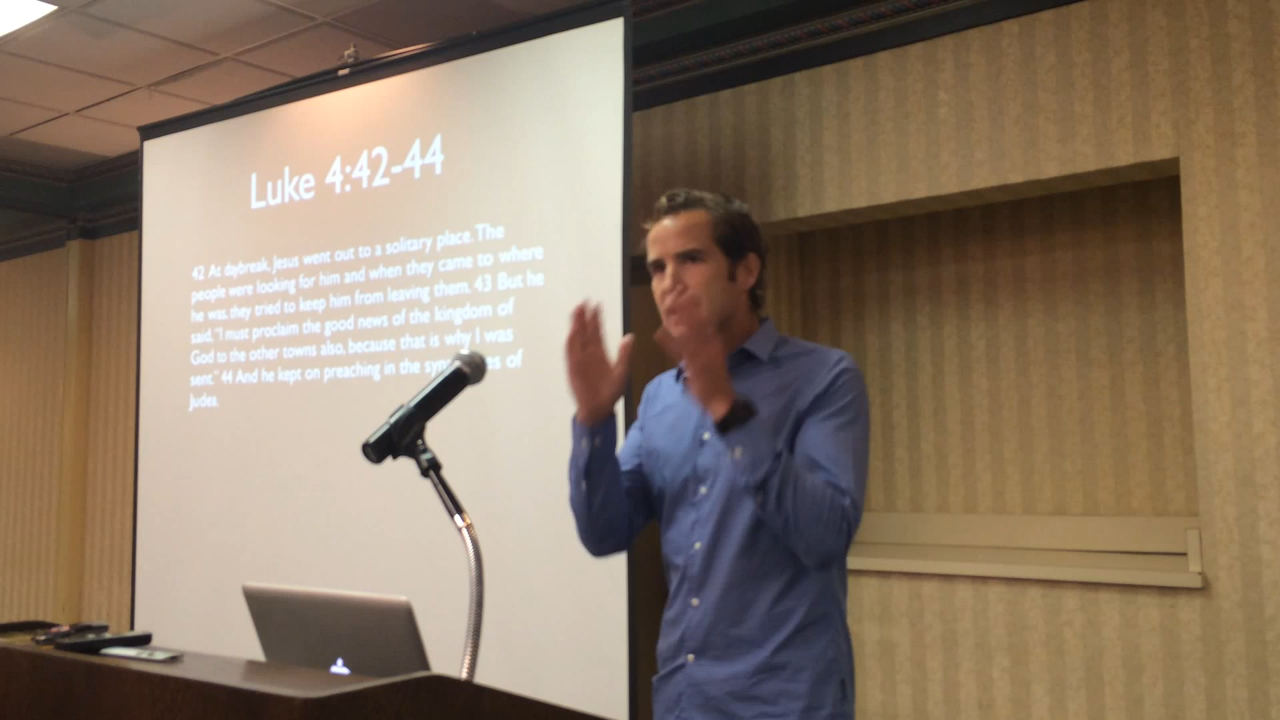 Luke 4:42-44
42 At daybreak, Jesus went out to a solitary place. The
people were looking for him and when they came to where
he was, they tried to keep him from leaving them. 43 But he
said, "I must proclaim the good news of the kingdom of
God to the other towns also, because that is why I was
sent." 44 And he kept on preaching in the of
Judea.